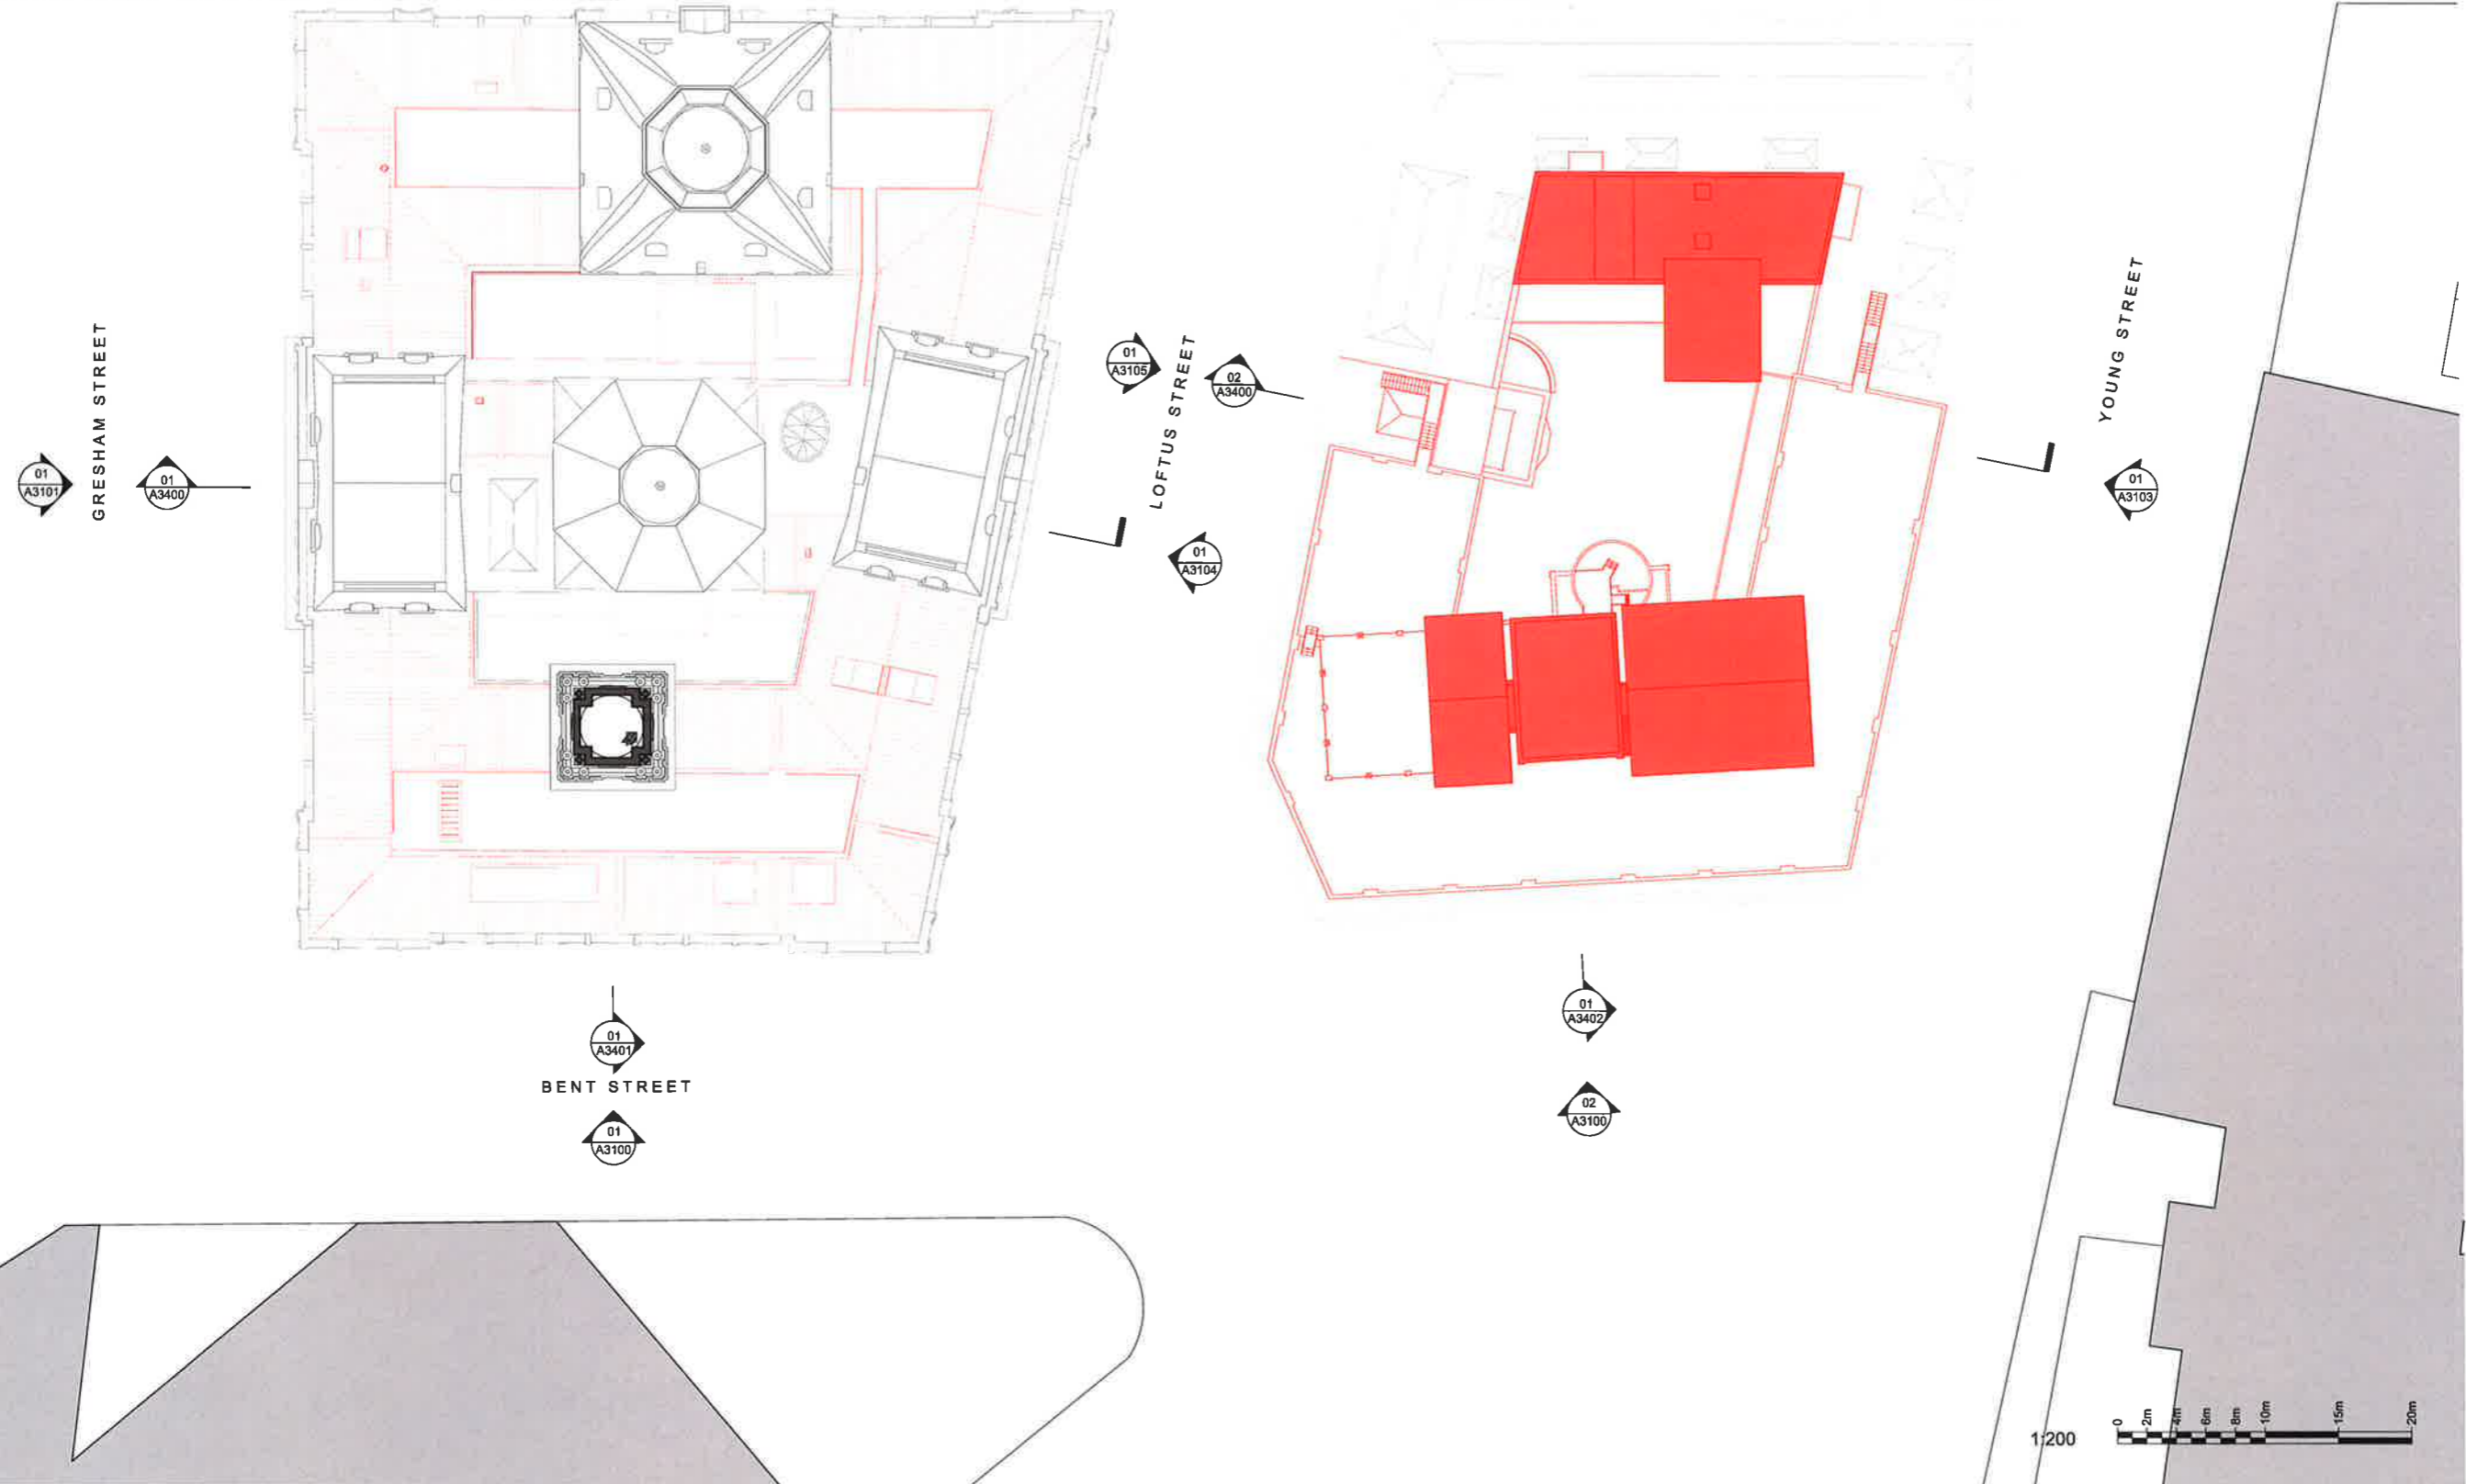 GRESHAM STREET
01
A3101
01
A3400
01
A3105
02
A3400
LOFTUS STREET
01
A3104
YOUNG STREET
01
A3103
01
A3401
BENT STREET
01
A3100
01
A3402
02
A3100
1:200
0
2m
4m
6m
8m
10m
15m
20m